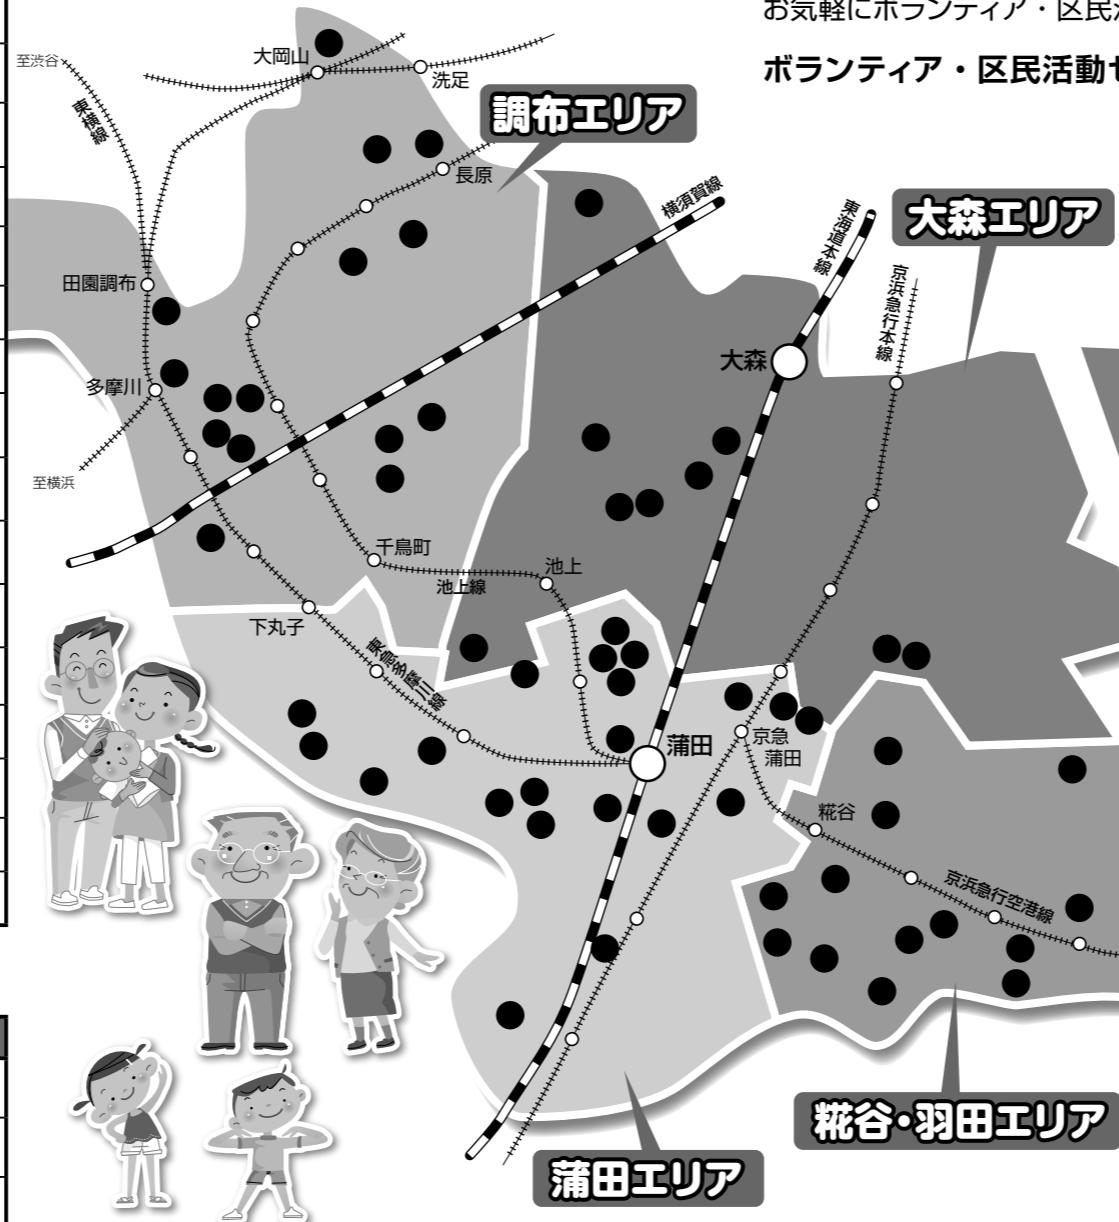 お気軽にボランティア・区民
ボランティア・区民活動
至渋谷
大岡山
洗足
東横線
調布エリア
長原
横須賀線
東海道本線
大森エリア
京浜急行本線
田園調布
大森
多摩川
至横浜
千鳥町
池上
池上線
下丸子
東急多摩川線
蒲田
京急
蒲田
糀谷
京浜急行空港線
糀谷・羽田エリア
蒲田エリア